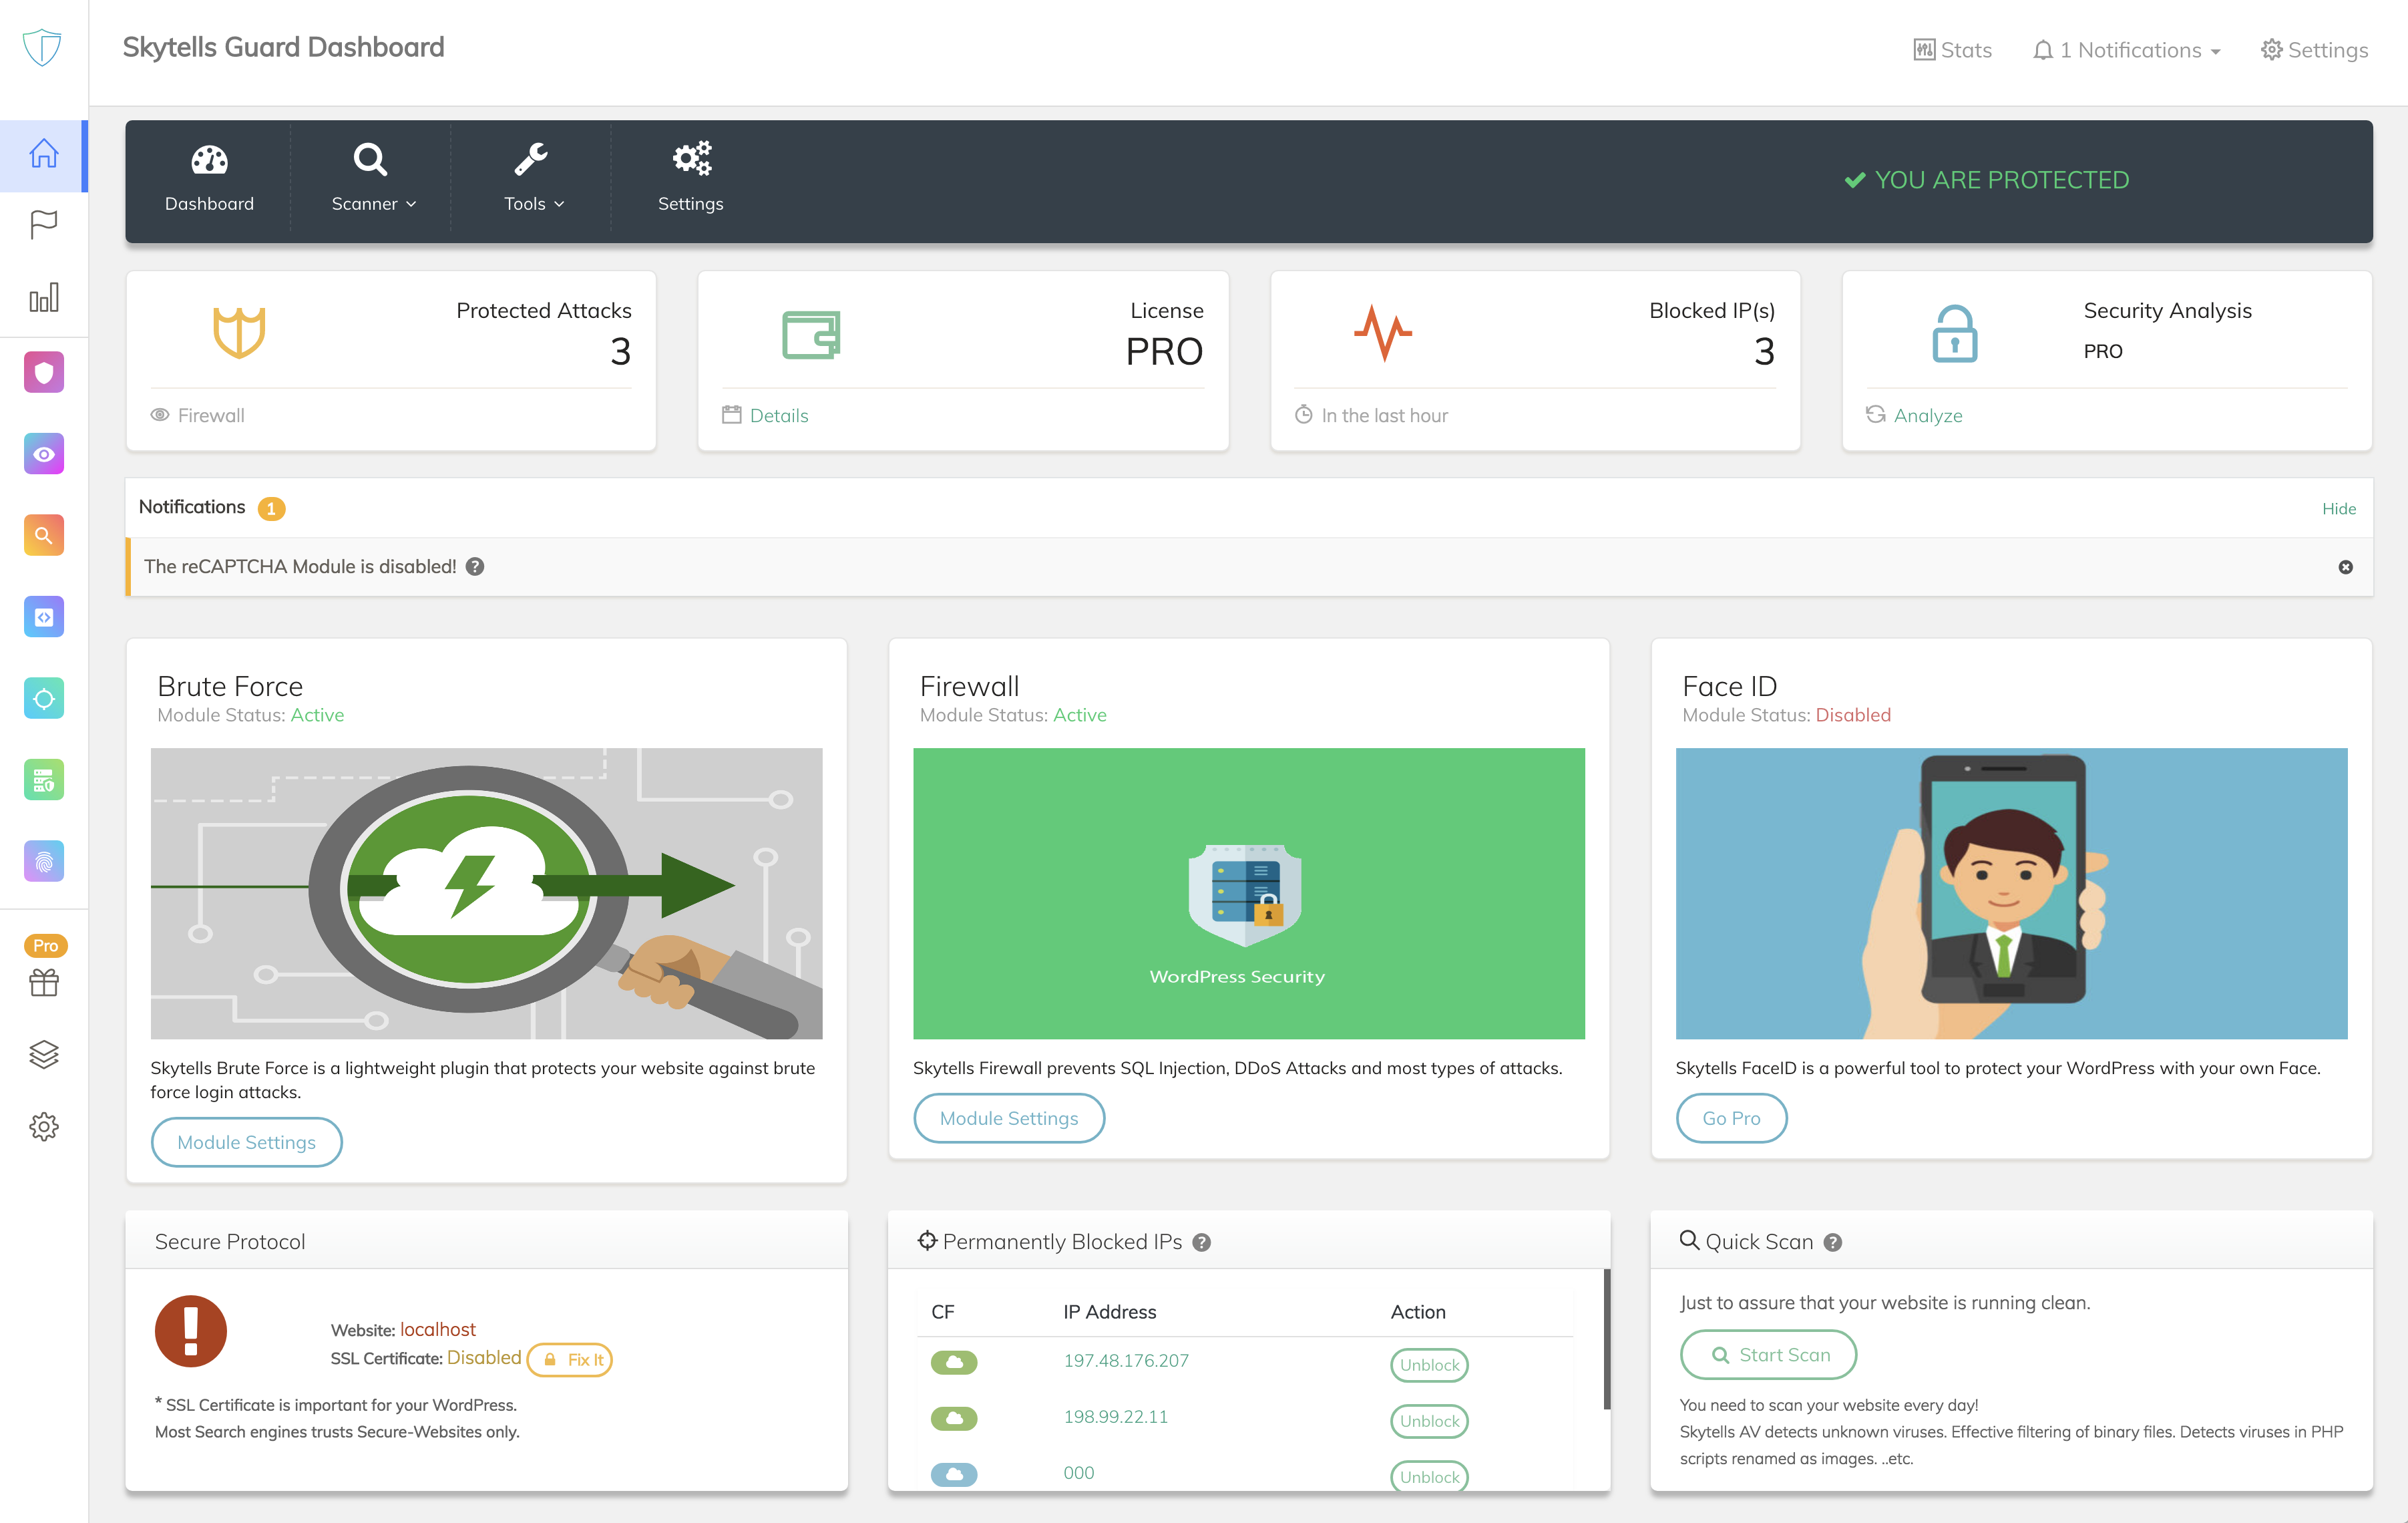 Skytells Guard Dashboard
Stats
1 Notifications
Settings
Dashboard
Scanner
Tools
Settings
YOU ARE PROTECTED
Protected Attacks
3
Firewall
License
PRO
Details
Blocked IP(s)
3
In the last hour
Security Analysis
PRO
Analyze
Notifications 1
Hide
The reCAPTCHA Module is disabled!
Brute Force
Module Status: Active
Skytells Brute Force is a lightweight plugin that protects your website against brute
force login attacks.
Module Settings
Firewall
Module Status: Active
WordPress Security
Skytells Firewall prevents SQL Injection, DDoS Attacks and most types of attacks.
Module Settings
Face ID
Module Status: Disabled
Skytells FaceID is a powerful tool to protect your WordPress with your own Face.
Go Pro
Pro
Secure Protocol
Website: localhost
SSL Certificate: Disabled Fix It
* SSL Certificate is important for your WordPress.
Most Search engines trusts Secure-Websites only.
Permanently Blocked IPs
CF IP Address Action
197.48.176.207 Unblock
198.99.22.11 Unblock
000 Unblock
Quick Scan
Just to assure that your website is running clean.
Start Scan
You need to scan your website every day!
Skytells AV detects unknown viruses. Effective filtering of binary files. Detects viruses in PHP
scripts renamed as images. ..etc.